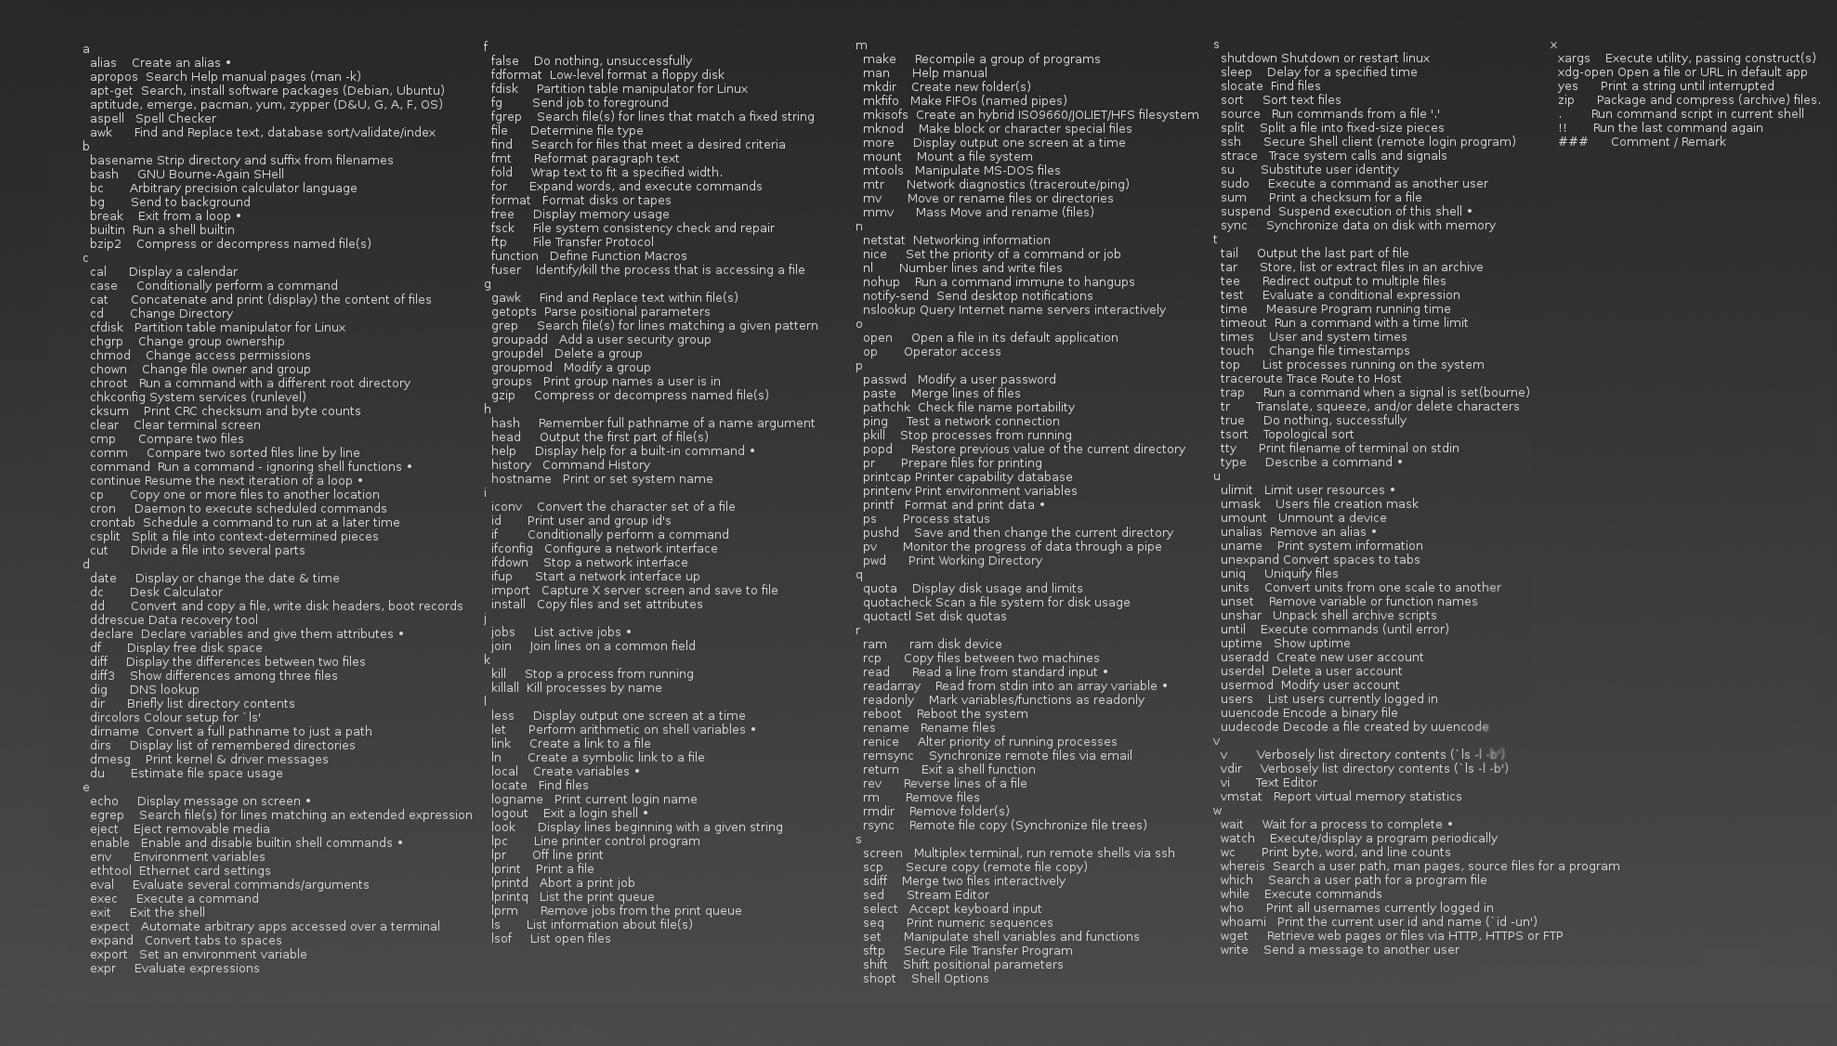 a
alias Create an alias •
apropos Search Help manual pages (man -k)
apt-get Search, install software packages (Debian, Ubuntu)
aptitude, emerge, pacman, yum, zypper (D&U, G, A, F, OS)
aspell Spell Checker
awk Find and Replace text, database sort/validate/index
b
basename Strip directory and suffix from filenames
bash GNU Bourne-Again SHell
bc Arbitrary precision calculator language
bg Send to background
break Exit from a loop •
builtin Run a shell builtin
bzip2 Compress or decompress named file(s)
c
cal Display a calendar
case Conditionally perform a command
cat Concatenate and print (display) the content of files
cd Change Directory
cfdisk Partition table manipulator for Linux
chgrp Change group ownership
chmod Change access permissions
chown Change file owner and group
chroot Run a command with a different root directory
chkconfig System services (runlevel)
cksum Print CRC checksum and byte counts
clear Clear terminal screen
cmp Compare two files
comm Compare two sorted files line by line
command Run a command - ignoring shell functions •
continue Resume the next iteration of a loop •
cp Copy one or more files to another location
cron Daemon to execute scheduled commands
crontab Schedule a command to run at a later time
csplit Split a file into context-determined pieces
cut Divide a file into several parts
d
date Display or change the date & time
dc Desk Calculator
dd Convert and copy a file, write disk headers, boot records
ddrescue Data recovery tool
declare Declare variables and give them attributes •
df Display free disk space
diff Display the differences between two files
diff3 Show differences among three files
dig DNS lookup
dir Briefly list directory contents
dircolors Colour setup for `ls'
dirname Convert a full pathname to just a path
dirs Display list of remembered directories
dmesg Print kernel & driver messages
du Estimate file space usage
e
echo Display message on screen •
egrep Search file(s) for lines matching an extended expression
eject Eject removable media
enable Enable and disable builtin shell commands •
env Environment variables
ethtool Ethernet card settings
eval Evaluate several commands/arguments
exec Execute a command
exit Exit the shell
expect Automate arbitrary apps accessed over a terminal
expand Convert tabs to spaces
export Set an environment variable
expr Evaluate expressions
f
false Do nothing, unsuccessfully
fdformat Low-level format a floppy disk
fdisk Partition table manipulator for Linux
fg Send job to foreground
fgrep Search file(s) for lines that match a fixed string
file Determine file type
find Search for files that meet a desired criteria
fmt Reformat paragraph text
fold Wrap text to fit a specified width.
for Expand words, and execute commands
format Format disks or tapes
free Display memory usage
fsck File system consistency check and repair
ftp File Transfer Protocol
function Define Function Macros
fuser Identify/kill the process that is accessing a file
g
gawk Find and Replace text within file(s)
getopts Parse positional parameters
grep Search file(s) for lines matching a given pattern
groupadd Add a user security group
groupdel Delete a group
groupmod Modify a group
groups Print group names a user is in
gzip Compress or decompress named file(s)
h
hash Remember full pathname of a name argument
head Output the first part of file(s)
help Display help for a built-in command •
history Command History
hostname Print or set system name
i
iconv Convert the character set of a file
id Print user and group id's
if Conditionally perform a command
ifconfig Configure a network interface
ifdown Stop a network interface
ifup Start a network interface up
import Capture X server screen and save to file
install Copy files and set attributes
j
jobs List active jobs •
join Join lines on a common field
k
kill Stop a process from running
killall Kill processes by name
l
less Display output one screen at a time
let Perform arithmetic on shell variables •
link Create a link to a file
ln Create a symbolic link to a file
local Create variables •
locate Find files
logname Print current login name
logout Exit a login shell •
look Display lines beginning with a given string
lpc Line printer control program
lpr Off line print
lprint Print a file
lprintd Abort a print job
lprintq List the print queue
lprm Remove jobs from the print queue
ls List information about file(s)
lsof List open files
m
make Recompile a group of programs
man Help manual
mkdir Create new folder(s)
mkfifo Make FIFOs (named pipes)
mkisofs Create an hybrid ISO9660/JOLIET/HFS filesystem
mknod Make block or character special files
more Display output one screen at a time
mount Mount a file system
mtools Manipulate MS-DOS files
mtr Network diagnostics (traceroute/ping)
mv Move or rename files or directories
mmv Mass Move and rename (files)
n
netstat Networking information
nice Set the priority of a command or job
nl Number lines and write files
nohup Run a command immune to hangups
notify-send Send desktop notifications
nslookup Query Internet name servers interactively
o
open Open a file in its default application
op Operator access
p
passwd Modify a user password
paste Merge lines of files
pathchk Check file name portability
ping Test a network connection
pkill Stop processes from running
popd Restore previous value of the current directory
pr Prepare files for printing
printcap Printer capability database
printenv Print environment variables
printf Format and print data •
ps Process status
pushd Save and then change the current directory
pv Monitor the progress of data through a pipe
pwd Print Working Directory
q
quota Display disk usage and limits
quotacheck Scan a file system for disk usage
quotactl Set disk quotas
r
ram ram disk device
rcp Copy files between two machines
read Read a line from standard input •
readarray Read from stdin into an array variable •
readonly Mark variables/functions as readonly
reboot Reboot the system
rename Rename files
renice Alter priority of running processes
remsync Synchronize remote files via email
return Exit a shell function
rev Reverse lines of a file
rm Remove files
rmdir Remove folder(s)
rsync Remote file copy (Synchronize file trees)
s
screen Multiplex terminal, run remote shells via ssh
scp Secure copy (remote file copy)
sdiff Merge two files interactively
sed Stream Editor
select Accept keyboard input
seq Print numeric sequences
set Manipulate shell variables and functions
sftp Secure File Transfer Program
shift Shift positional parameters
shopt Shell Options
s
shutdown Shutdown or restart linux
sleep Delay for a specified time
slocate Find files
sort Sort text files
source Run commands from a file '.'
split Split a file into fixed-size pieces
ssh Secure Shell client (remote login program)
strace Trace system calls and signals
su Substitute user identity
sudo Execute a command as another user
sum Print a checksum for a file
suspend Suspend execution of this shell •
sync Synchronize data on disk with memory
t
tail Output the last part of file
tar Store, list or extract files in an archive
tee Redirect output to multiple files
test Evaluate a conditional expression
time Measure Program running time
timeout Run a command with a time limit
times User and system times
touch Change file timestamps
top List processes running on the system
traceroute Trace Route to Host
trap Run a command when a signal is set(bourne)
tr Translate, squeeze, and/or delete characters
true Do nothing, successfully
tsort Topological sort
tty Print filename of terminal on stdin
type Describe a command •
u
ulimit Limit user resources •
umask Users file creation mask
umount Unmount a device
unalias Remove an alias •
uname Print system information
unexpand Convert spaces to tabs
uniq Uniquify files
units Convert units from one scale to another
unset Remove variable or function names
unshar Unpack shell archive scripts
until Execute commands (until error)
uptime Show uptime
useradd Create new user account
userdel Delete a user account
usermod Modify user account
users List users currently logged in
uuencode Encode a binary file
uudecode Decode a file created by uuencode
v
v Verbosely list directory contents (`ls -l -b')
vdir Verbosely list directory contents (`ls -l -b')
vi Text Editor
vmstat Report virtual memory statistics
w
wait Wait for a process to complete •
watch Execute/display a program periodically
wc Print byte, word, and line counts
whereis Search a user path, man pages, source files for a program
which Search a user path for a program file
while Execute commands
who Print all usernames currently logged in
whoami Print the current user id and name (`id -un')
wget Retrieve web pages or files via HTTP, HTTPS or FTP
write Send a message to another user
x
xargs Execute utility, passing construct(s)
xdg-open Open a file or URL in default app
yes Print a string until interrupted
zip Package and compress (archive) files.
. Run command script in current shell
!! Run the last command again
### Comment / Remark